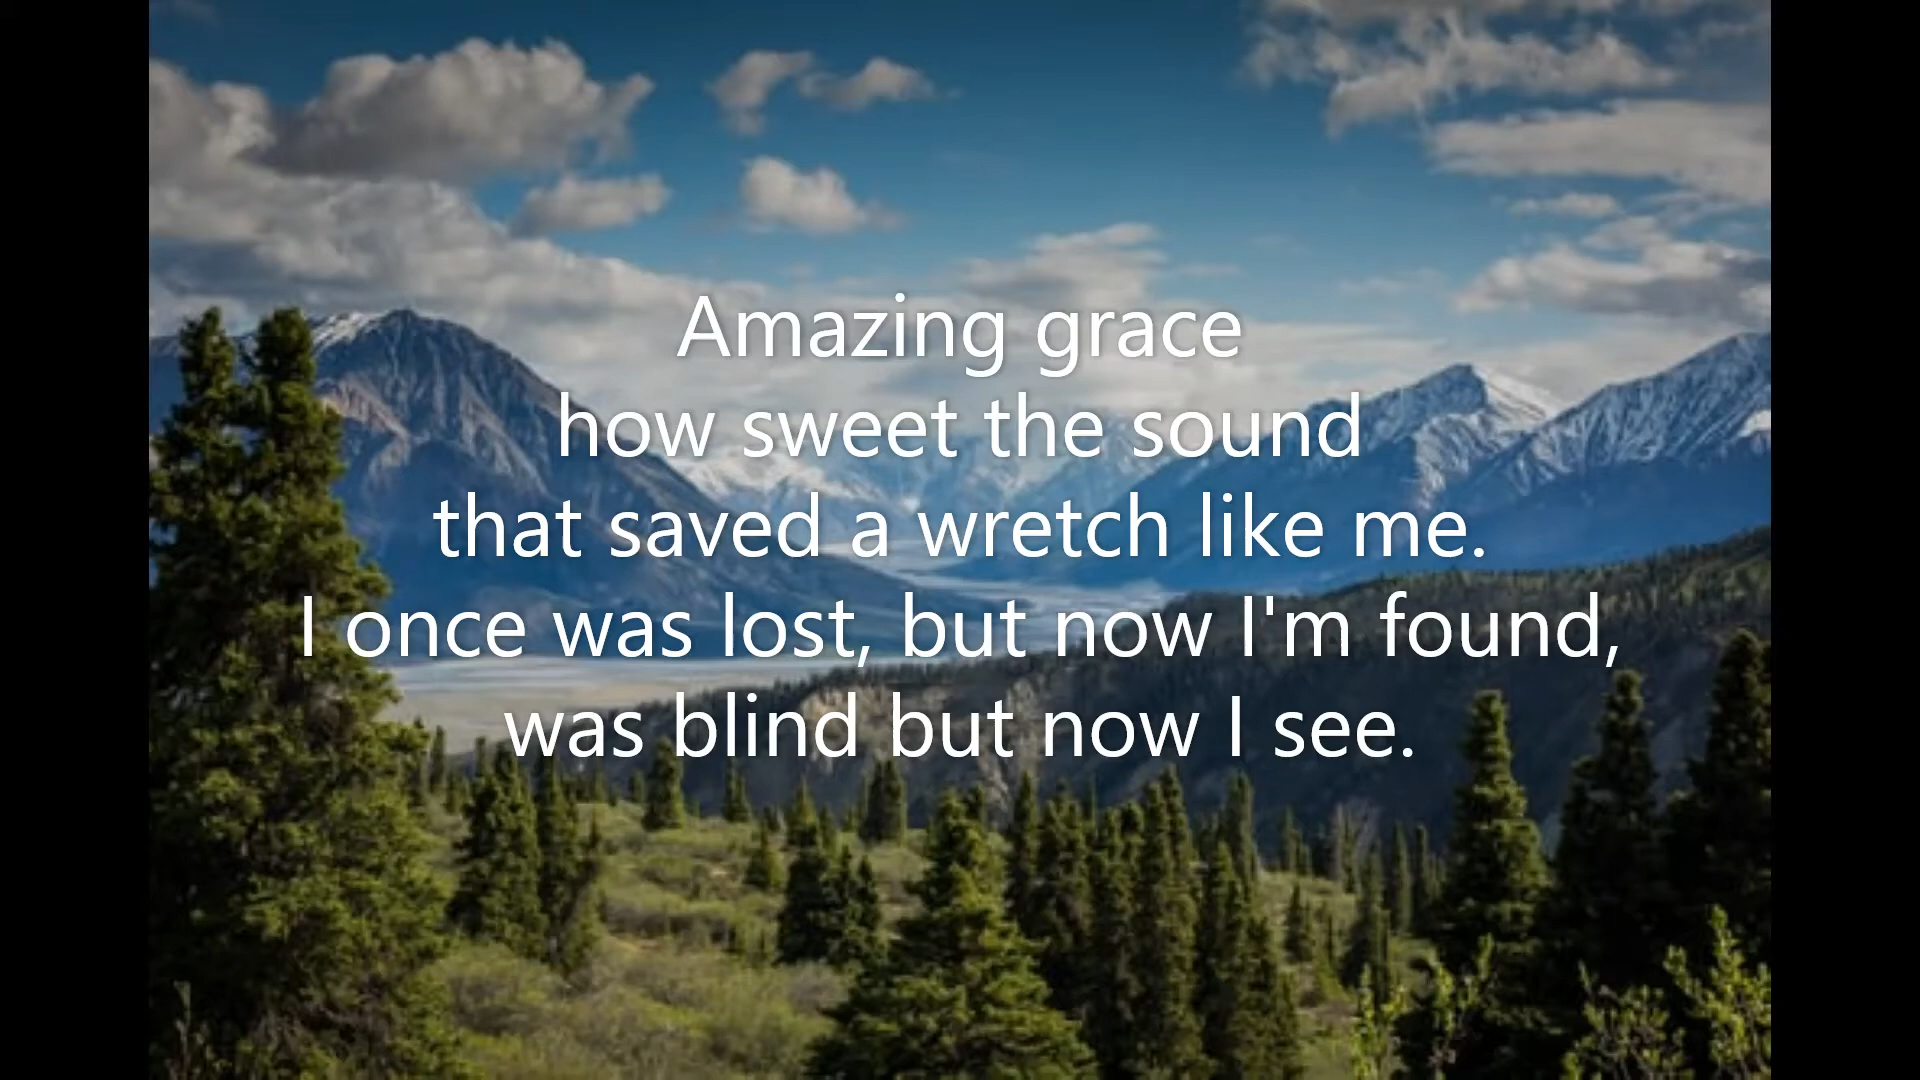 Amazing grace
how sweet the sound
that saved a wretch like me.
I once was lost, but now I'm found,
was blind but now I see.